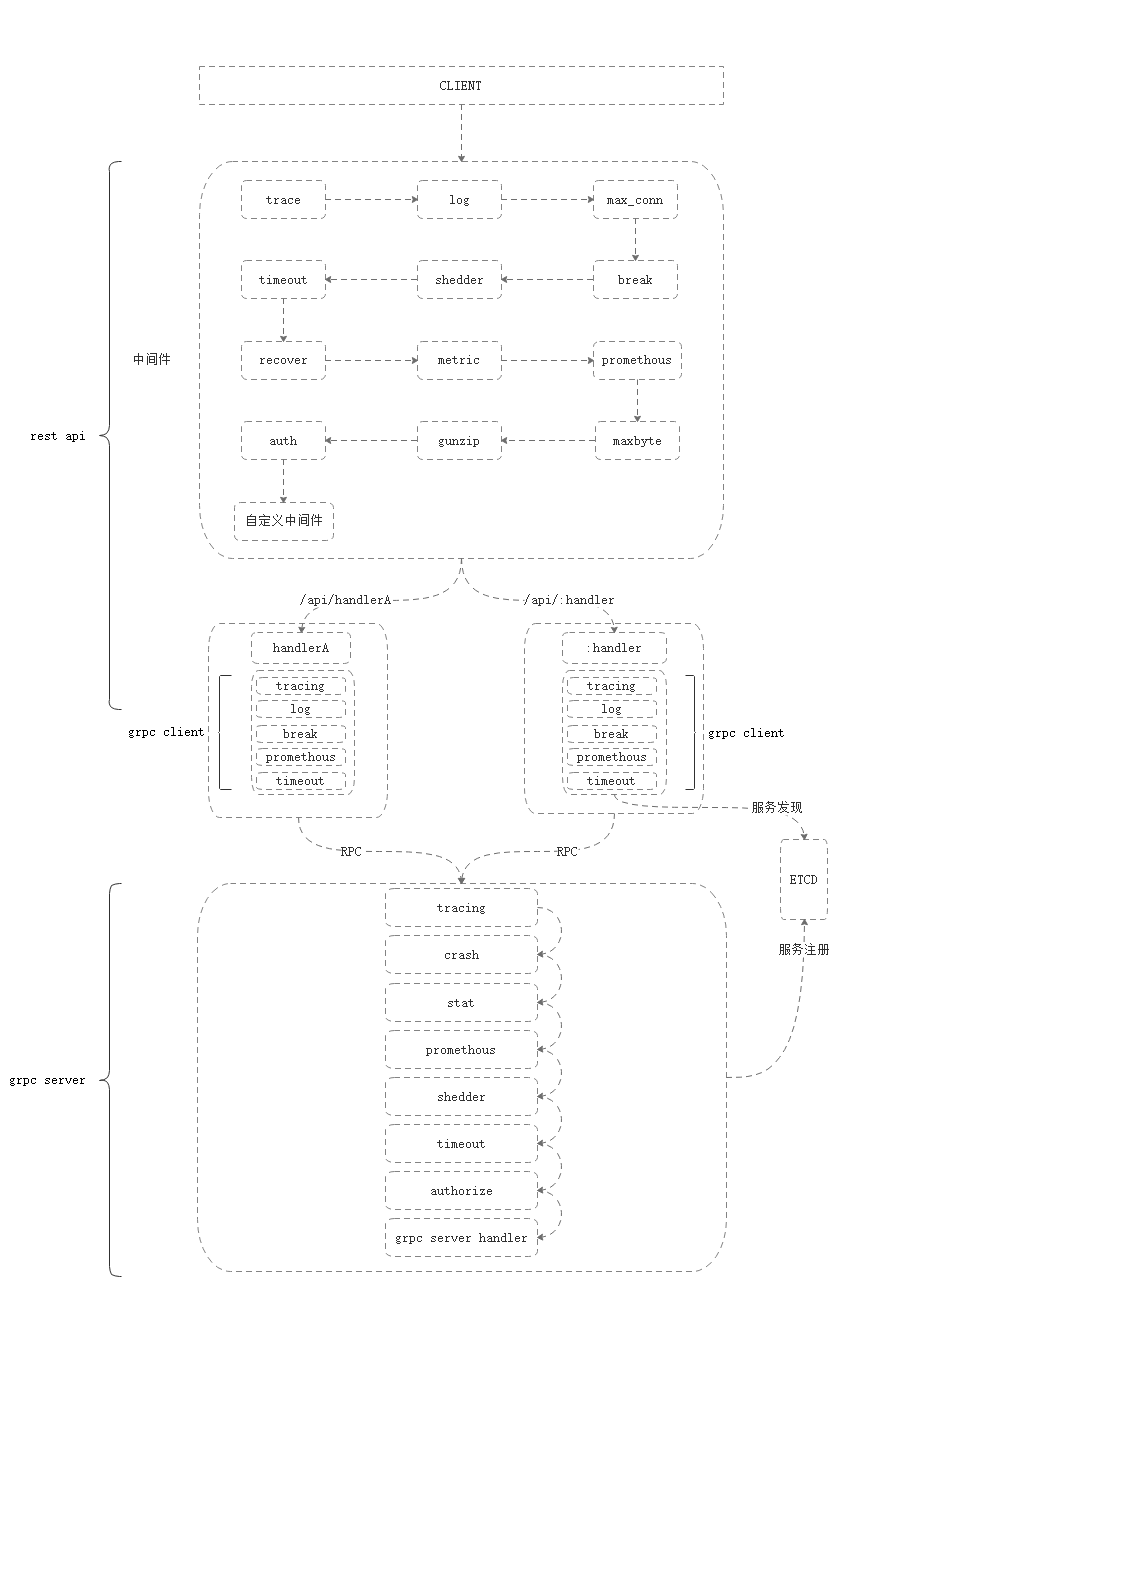 CLIENT
trace
log
max_conn
timeout
shedder
break
中间件
recover
metric
promethous
rest api
auth
gunzip
maxbyte
自定义中间件
/api/handlerA
/api/:handler
handlerA
:handler
tracing
log
break
promethous
timeout
grpc client
tracing
log
break
promethous
timeout
grpc client
服务发现
RPC
RPC
ETCD
服务注册
tracing
crash
stat
promethous
shedder
timeout
authorize
grpc server handler
grpc server